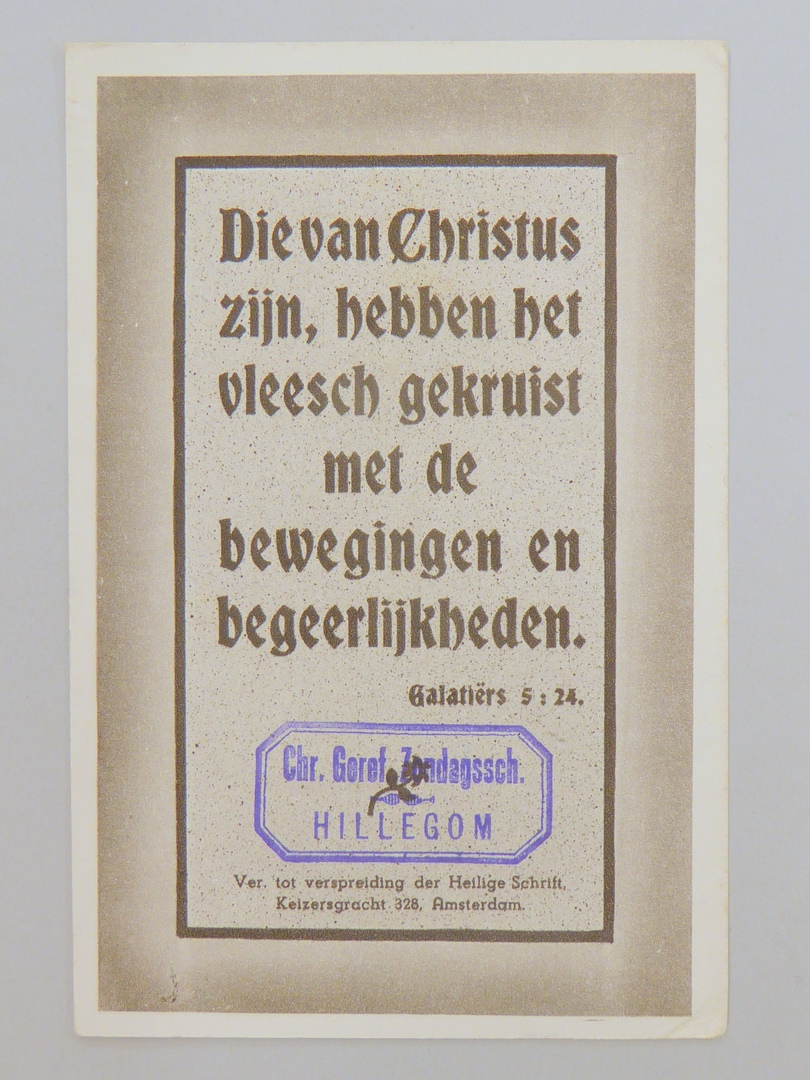 Die van Christus
zijn, hebben het
vleesch gekruist
met de
bewegingen en
begeerlijkheden.
Galatiërs 5 : 24.
Chr. Geref. Zondagssch.
HILLEGOM
Ver. tot verspreiding der Heilige Schrift,
Keizersgracht 328, Amsterdam.